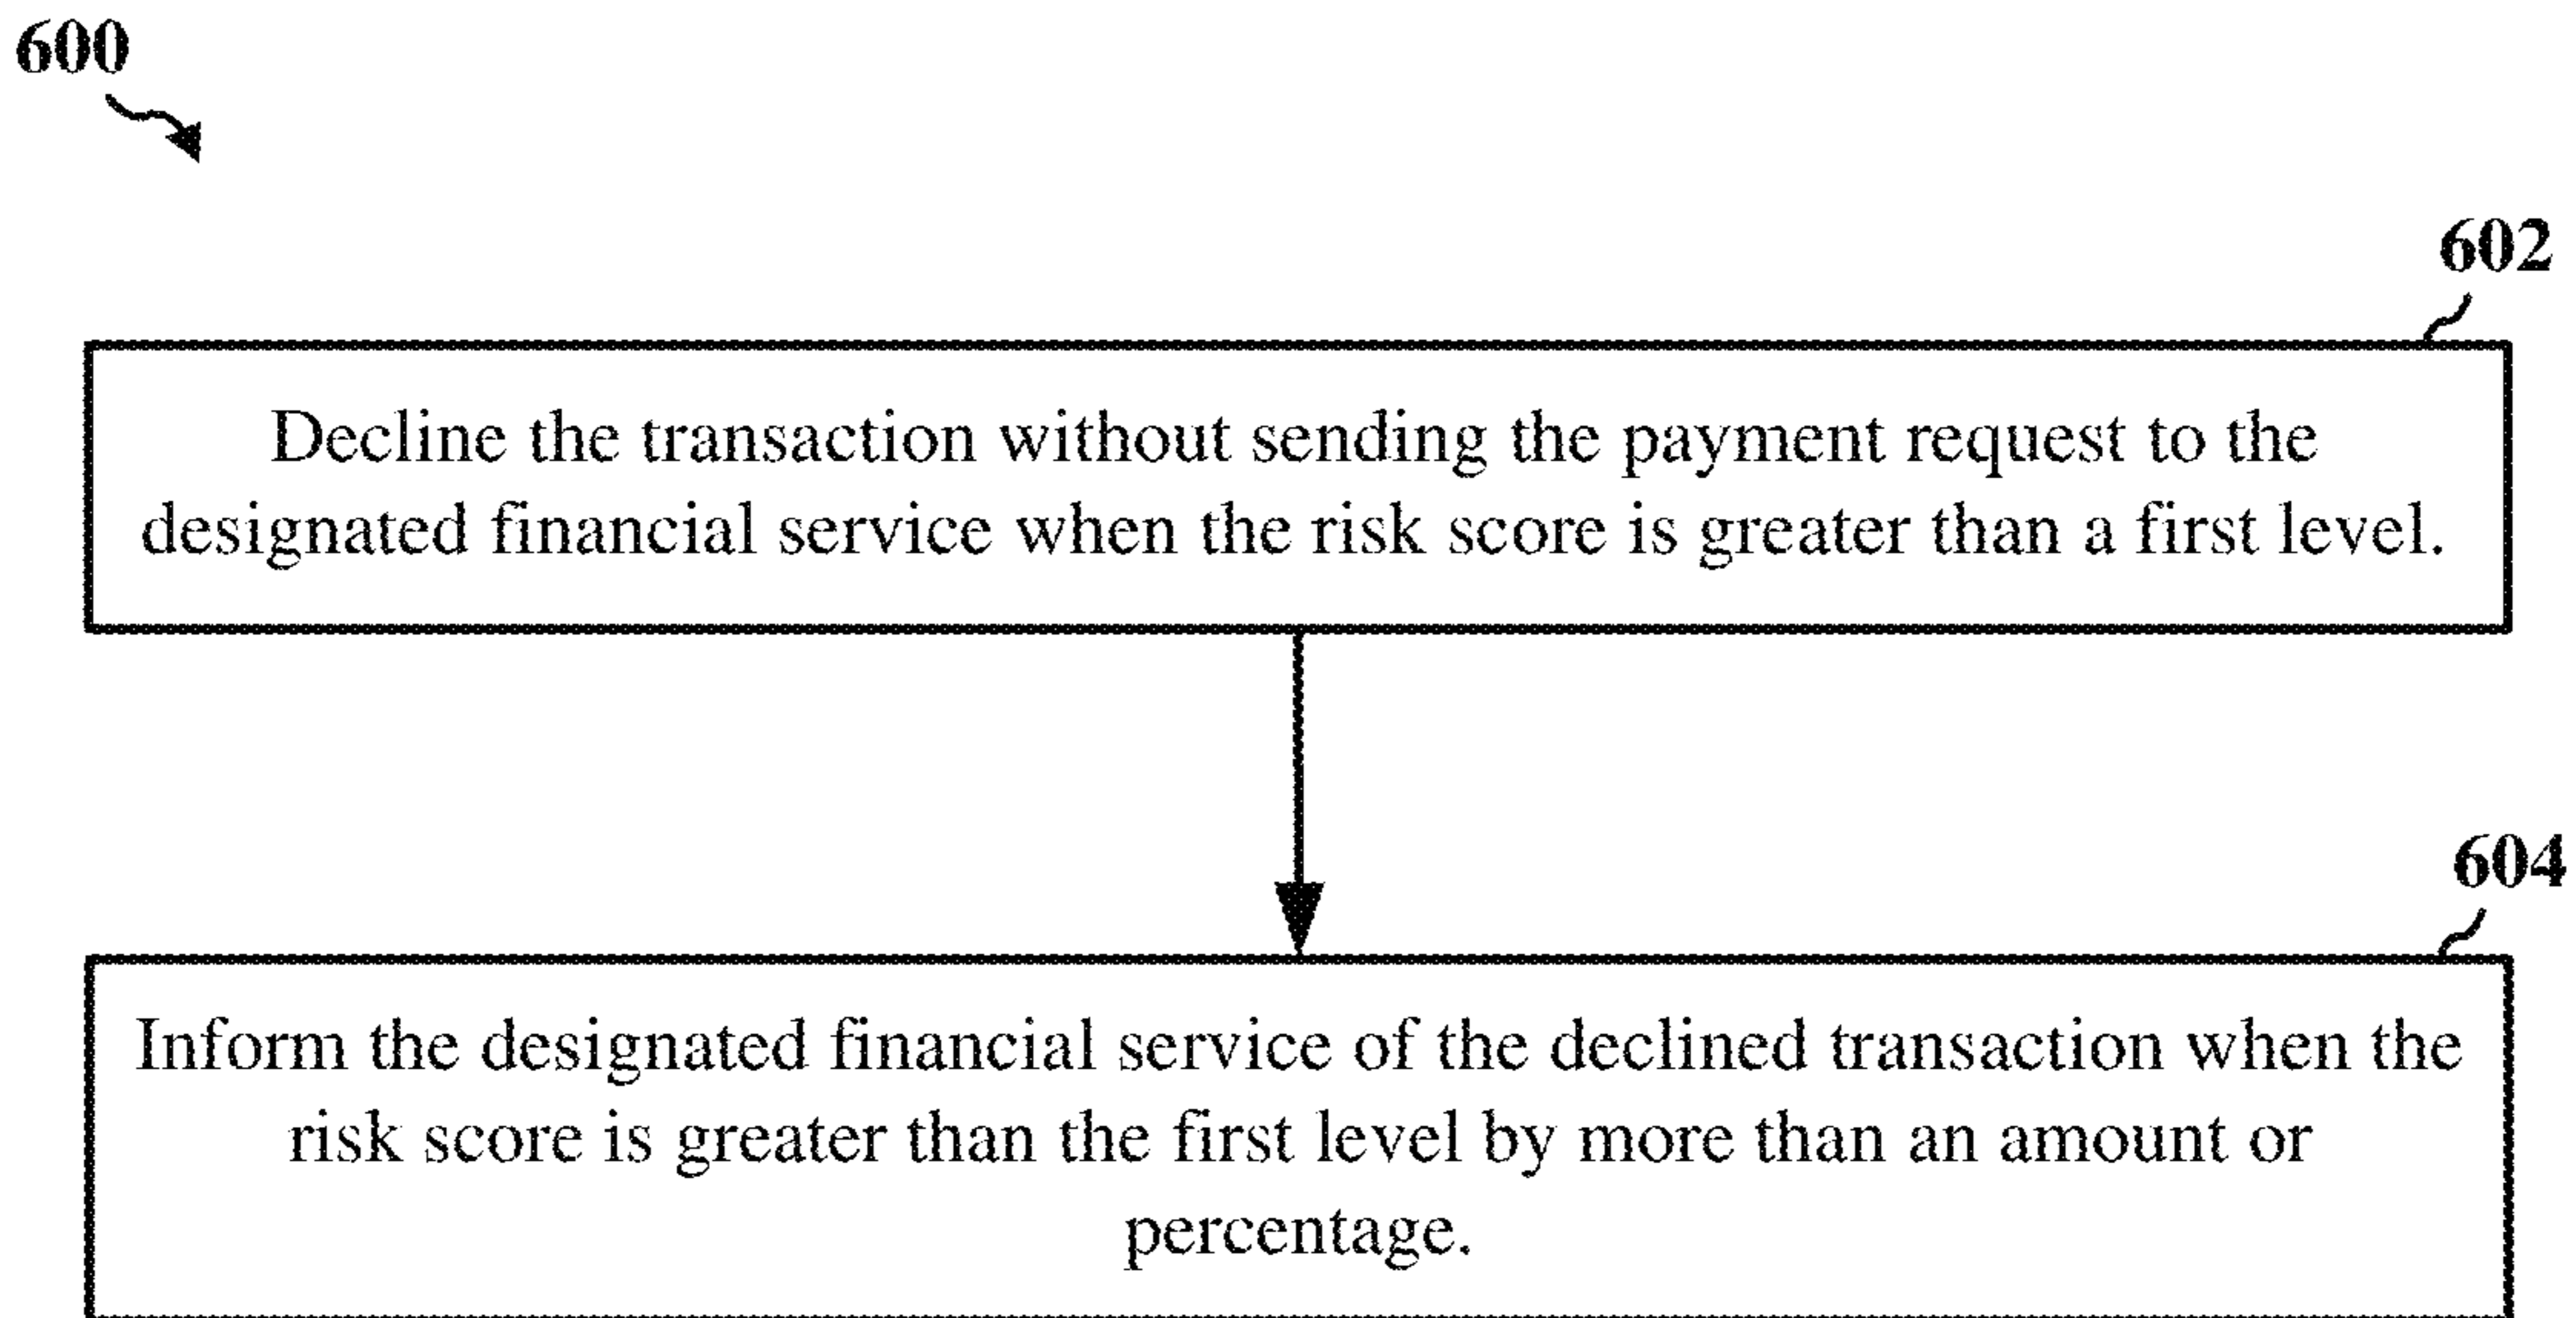 600
602
Decline the transaction without sending the payment request to the
designated financial service when the risk score is greater than a first level.
604
Inform the designated financial service of the declined transaction when the
risk score is greater than the first level by more than an amount or
percentage.